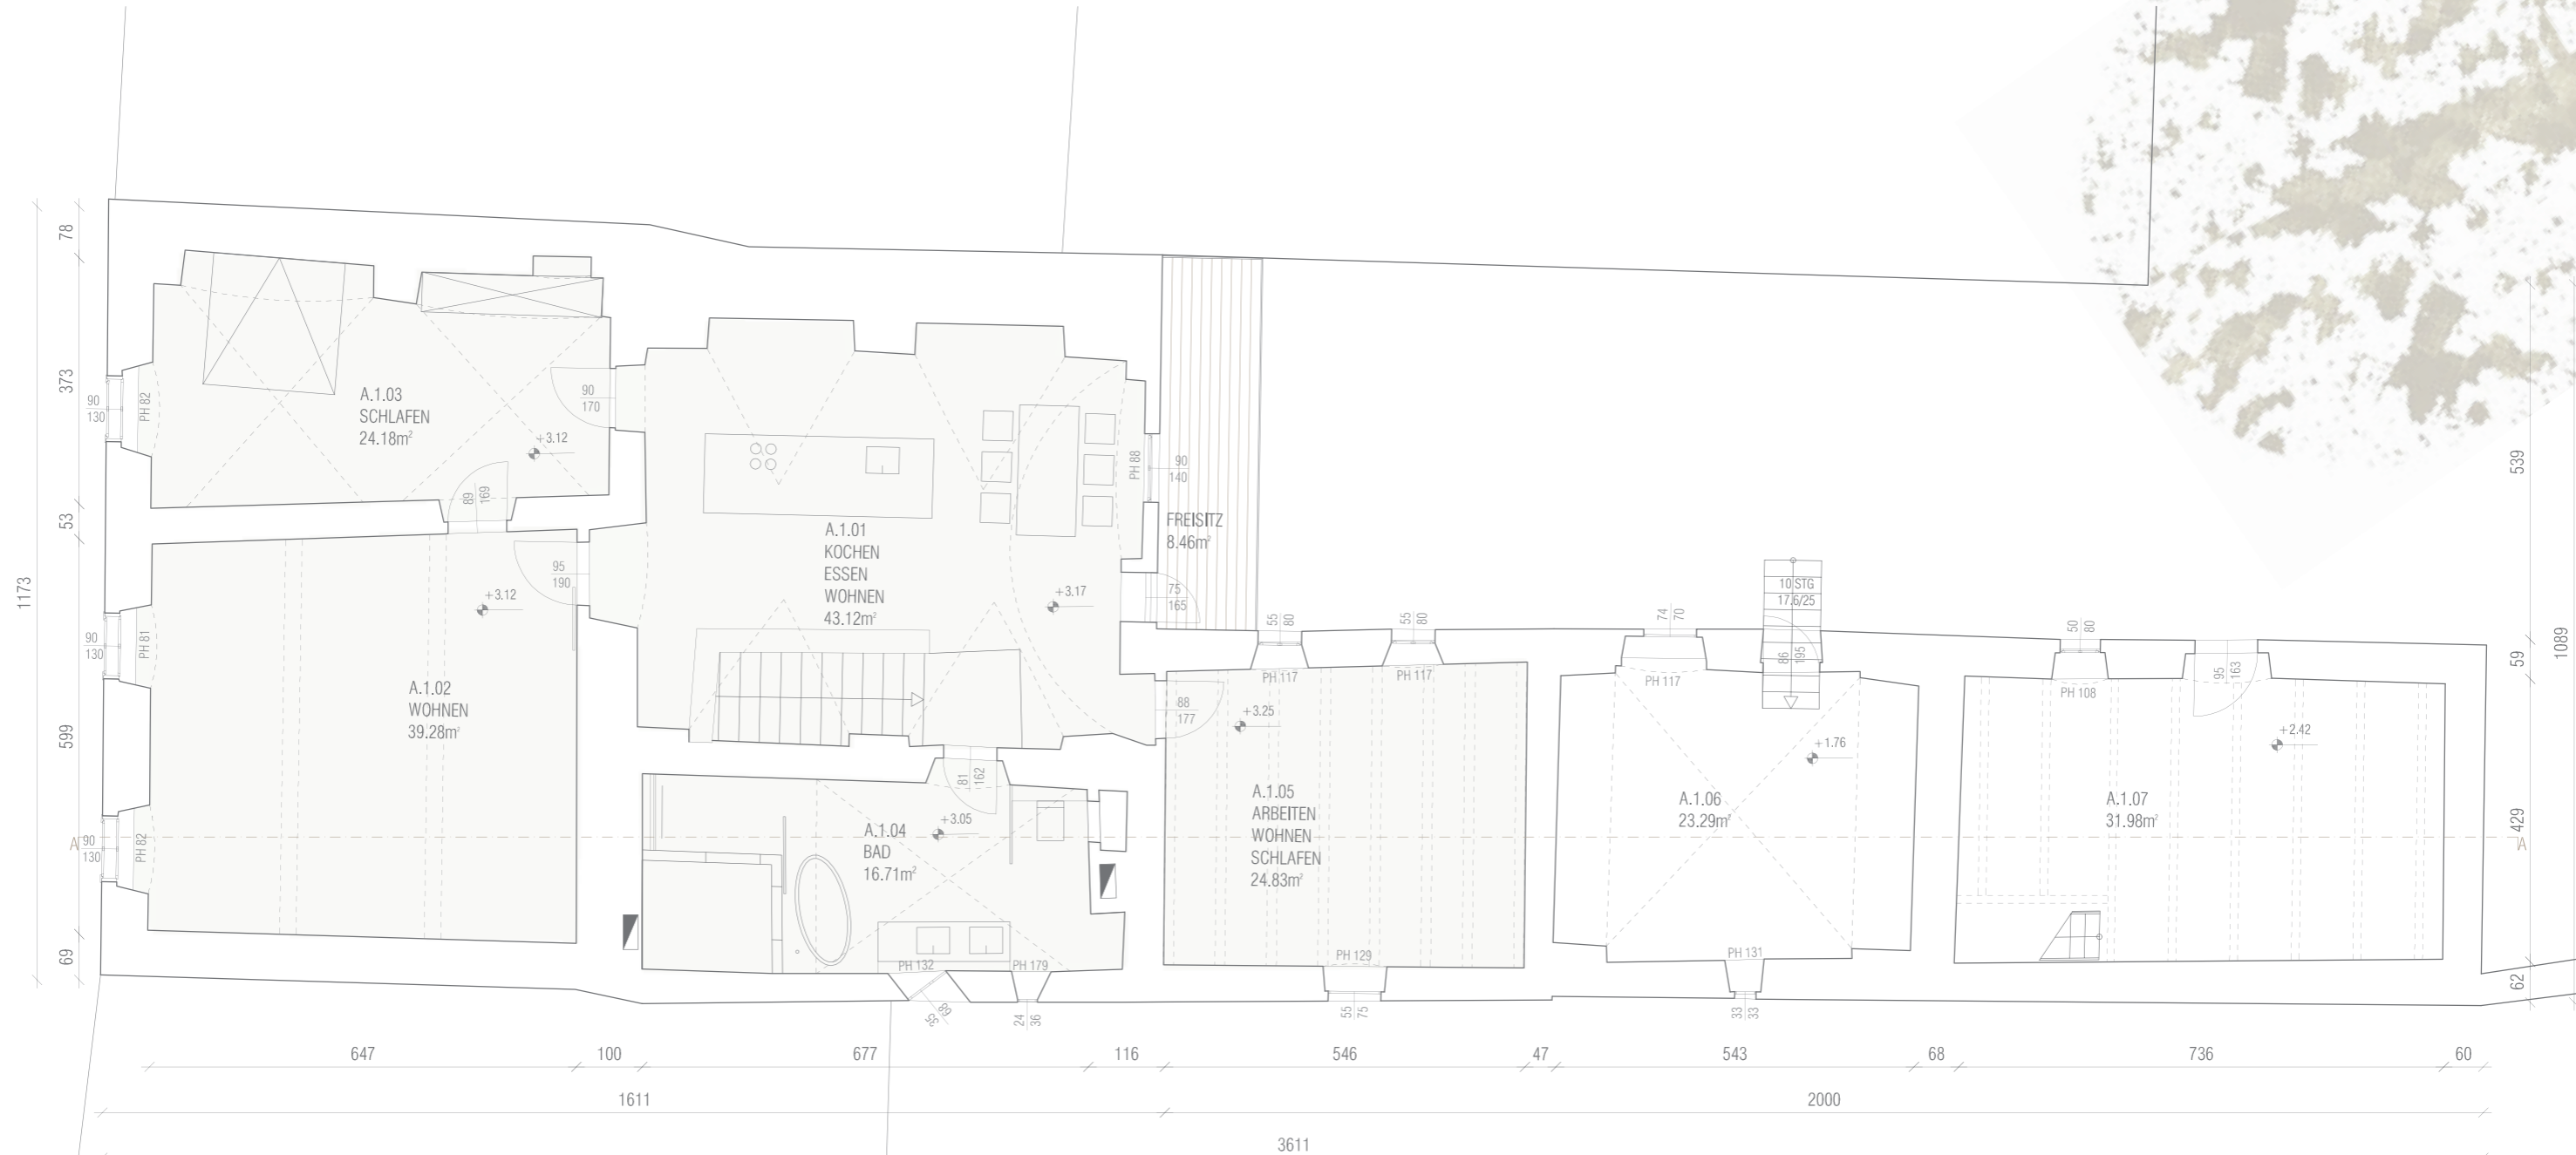 78
373
53
599
69
1173
90
130
PH 82
90
130
PH 81
90
130
PH 82
A
A.1.03
SCHLAFEN
24.18m²
+3.12
90
170
89
169
A.1.02
WOHNEN
39.28m²
+3.12
95
190
A.1.01
KOCHEN
ESSEN
WOHNEN
43.12m²
+3.17
PH 88
90
140
FREISITZ
8.46m²
75
165
88
177
A.1.04
BAD
16.71m²
+3.05
81
162
PH 132
PH 179
68
35
24
36
A.1.05
ARBEITEN
WOHNEN
SCHLAFEN
24.83m²
+3.25
55
80
55
80
PH 117
PH 117
PH 129
55
75
A.1.06
23.29m²
+1.76
74
70
PH 117
10 STG
17.6/25
86
195
PH 131
33
33
A.1.07
31.98m²
+2.42
50
80
PH 108
95
163
A
539
59
429
62
1089
647
100
677
116
546
47
543
68
736
60
1611
2000
3611